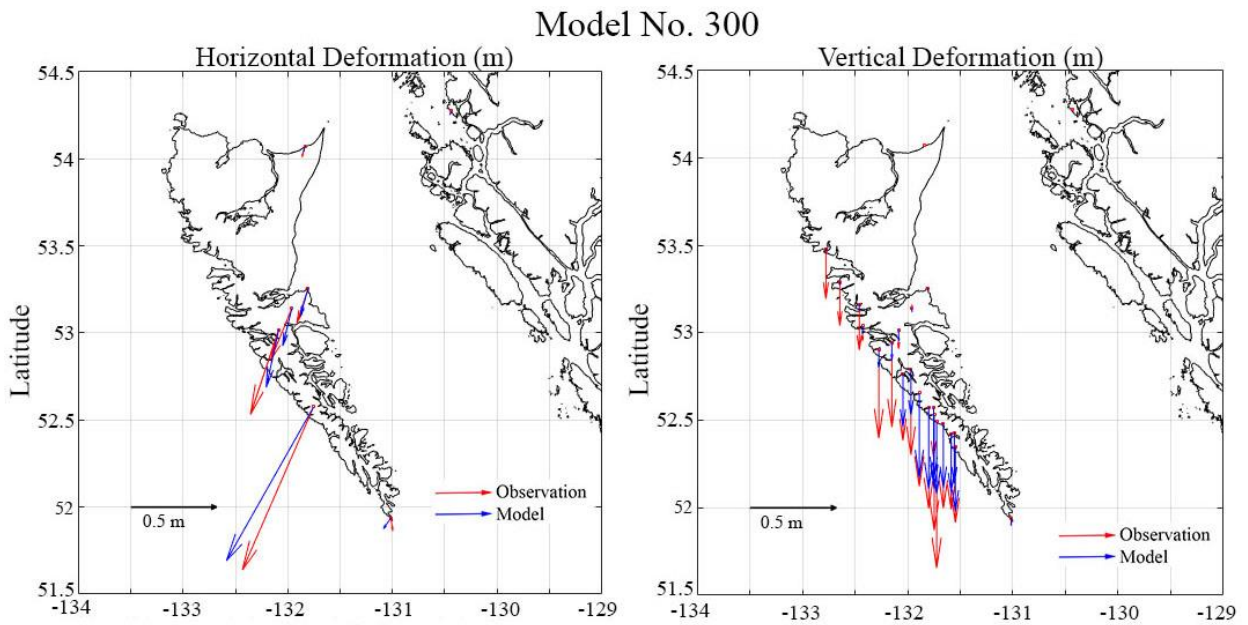 Model No. 300
Horizontal Deformation (m)
54.5
54
53.5
53
52.5
52
51.5
Latitude
0.5 m
Observation
Model
-134
-133
-132
-131
-130
-129
Vertical Deformation (m)
54.5
54
53.5
53
52.5
52
51.5
Latitude
0.5 m
Observation
Model
-134
-133
-132
-131
-130
-129